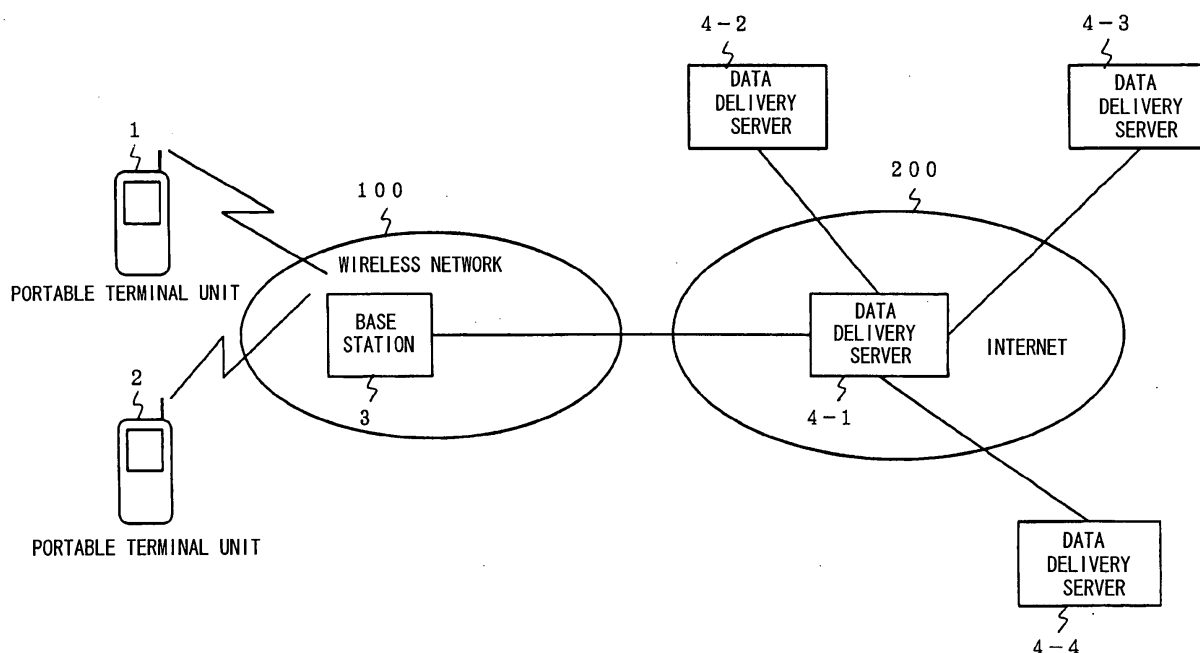 4-2
4-3
DATA
DELIVERY
SERVER
DATA
DELIVERY
SERVER
1
100
200
WIRELESS NETWORK
PORTABLE TERMINAL UNIT
BASE
STATION
DATA
DELIVERY
SERVER
INTERNET
2
3
4-1
PORTABLE TERMINAL UNIT
DATA
DELIVERY
SERVER
4-4